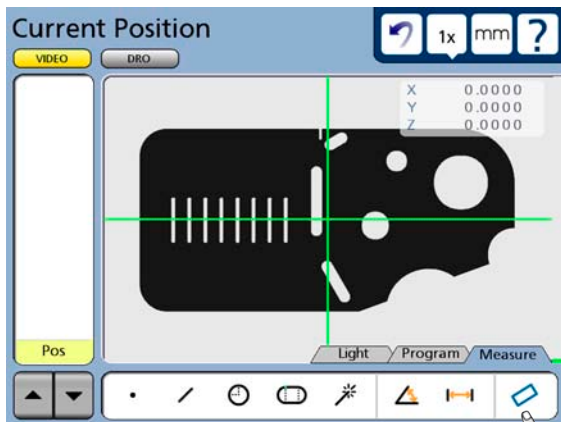 Current Position
1x mm ?
VIDEO DRO
X 0.0000
Y 0.0000
Z 0.0000
Pos
Light Program Measure